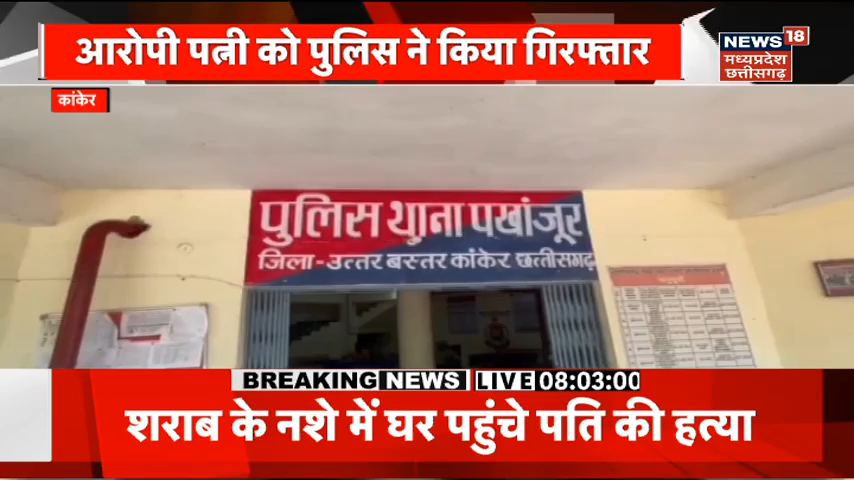 आरोपी पत्नी को पुलिस ने किया गिरफ्तार
NEWS 18
मध्यप्रदेश
छत्तीसगढ़
कांकेर
पुलिस थाना पखांजूर
जिला - उत्तर बस्तर कांकेर छत्तीसगढ़
BREAKING NEWS LIVE 08:03:00
शराब के नशे में घर पहुंचे पति की हत्या